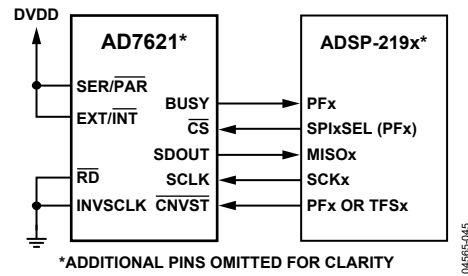 DVDD
AD7621*
ADSP-219x*
SER/PAR
BUSY
PFx
EXT/INT
CS
SPIxSEL (PFx)
SDOUT
MISOx
RD
SCLK
SCKx
INVSCLK
CNVST
PFx OR TFSx
*ADDITIONAL PINS OMITTED FOR CLARITY
04565-045